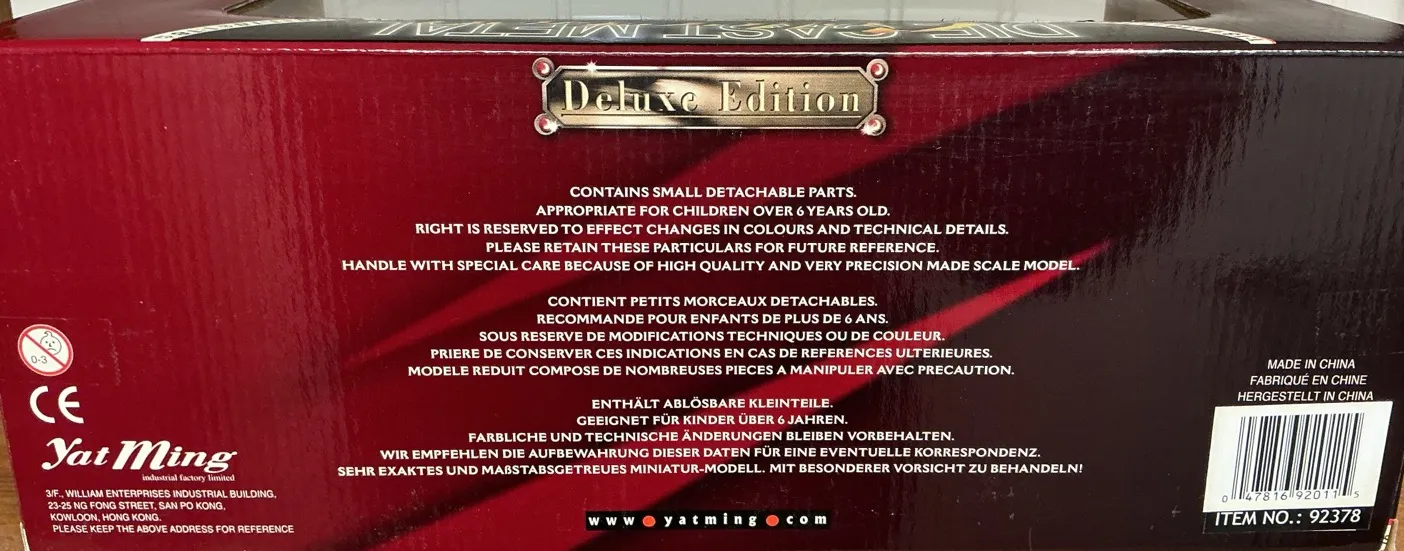 DIE CAST METAL
Deluxe Edition
CONTAINS SMALL DETACHABLE PARTS.
APPROPRIATE FOR CHILDREN OVER 6 YEARS OLD.
RIGHT IS RESERVED TO EFFECT CHANGES IN COLOURS AND TECHNICAL DETAILS.
PLEASE RETAIN THESE PARTICULARS FOR FUTURE REFERENCE.
HANDLE WITH SPECIAL CARE BECAUSE OF HIGH QUALITY AND VERY PRECISION MADE SCALE MODEL.
CONTIENT PETITS MORCEAUX DETACHABLES.
RECOMMANDE POUR ENFANTS DE PLUS DE 6 ANS.
SOUS RESERVE DE MODIFICATIONS TECHNIQUES OU DE COULEUR.
PRIERE DE CONSERVER CES INDICATIONS EN CAS DE REFERENCES ULTERIEURES.
MODELE REDUIT COMPOSE DE NOMBREUSES PIECES A MANIPULER AVEC PRECAUTION.
ENTHÄLT ABLÖSBARE KLEINTEILE.
GEEIGNET FÜR KINDER ÜBER 6 JAHREN.
FARBLICHE UND TECHNISCHE ÄNDERUNGEN BLEIBEN VORBEHALTEN.
WIR EMPFEHLEN DIE AUFBEWAHRUNG DIESER DATEN FÜR EINE EVENTUELLE KORRESPONDENZ.
SEHR EXAKTES UND MAßSTABSGETREUES MINIATUR-MODELL. MIT BESONDERER VORSICHT ZU BEHANDELN!
www.yatming.com
0-3
CE
Yat Ming
industrial factory limited
3/F., WILLIAM ENTERPRISES INDUSTRIAL BUILDING,
23-25 NG FONG STREET, SAN PO KONG,
KOWLOON, HONG KONG.
PLEASE KEEP THE ABOVE ADDRESS FOR REFERENCE
MADE IN CHINA
FABRIQUÉ EN CHINE
HERGESTELLT IN CHINA
0 47816 92011 5
ITEM NO.: 92378